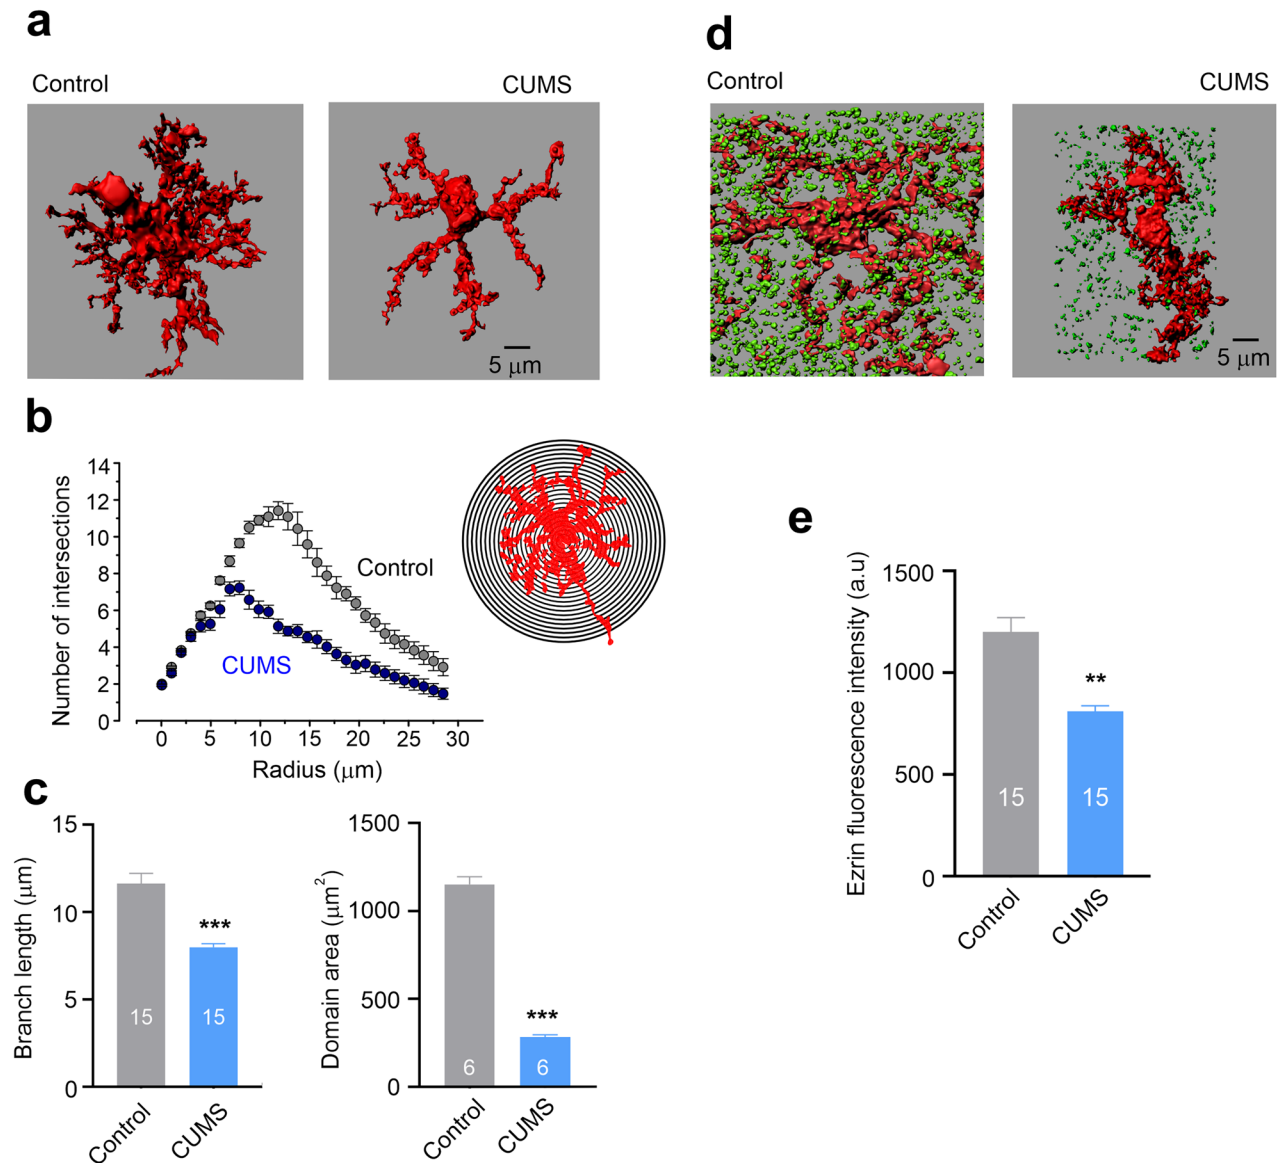 a
Control
CUMS
5 μm
b
Number of intersections
14
12
10
8
6
4
2
0
Control
CUMS
0 5 10 15 20 25 30
Radius (μm)
c
Branch length (μm)
15
10
5
0
15
***
15
Control
CUMS
Domain area (μm²)
1500
1000
500
0
6
***
6
Control
CUMS
d
Control
CUMS
5 μm
e
Ezrin fluorescence intensity (a.u)
1500
1000
500
0
15
**
15
Control
CUMS